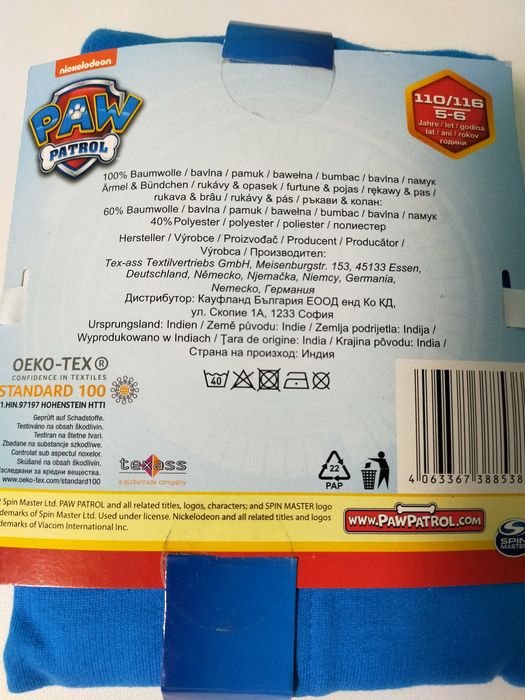 nickelodeon
PAW
PATROL
110/116
5-6
Jahre / let / godina
lat / ani / rokov
години
100% Baumwolle / bavlna / pamuk / bawełna / bumbac / bavlna / памук
Ärmel & Bündchen / rukávy & opasek / furtune & pojas / rękawy & pas /
rukava & brâu / rukávy & pás / ръкави & колан:
60% Baumwolle / bavlna / pamuk / bawełna / bumbac / bavlna / памук
40% Polyester / polyester / poliester / полиестер
Hersteller / Výrobce / Proizvođač / Producent / Producător /
Výrobca / Производител:
Tex-ass Textilvertriebs GmbH, Meisenburgstr. 153, 45133 Essen,
Deutschland, Německo, Njemačka, Niemcy, Germania,
Nemecko, Германия
Дистрибутор: Кауфланд България ЕООД енд Ко КД,
ул. Скопие 1А, 1233 София
Ursprungsland: Indien / Země původu: Indie / Zemlja podrijetla: Indija /
Wyprodukowano w Indiach / Țara de origine: India / Krajina pôvodu: India /
Страна на произход: Индия
40
OEKO-TEX®
CONFIDENCE IN TEXTILES
STANDARD 100
1.HIN.97197 HOHENSTEIN HTTI
Geprüft auf Schadstoffe.
Testováno na obsah škodlivin.
Testiran na štetne tvari.
Zbadane na substancje szkodliwe.
Controlat sub aspectul noxelor.
Skúšané na obsah škodlivín.
Изследвани за вредни вещества.
www.oeko-tex.com/standard100
texass
a globetrade company
22
PAP
4 063367 388538
Spin Master Ltd. PAW PATROL and all related titles, logos, characters; and SPIN MASTER logo
demarks of Spin Master Ltd. Used under license. Nickelodeon and all related titles and logos
demarks of Viacom International Inc.
www.PawPatrol.com
SPIN
MASTER